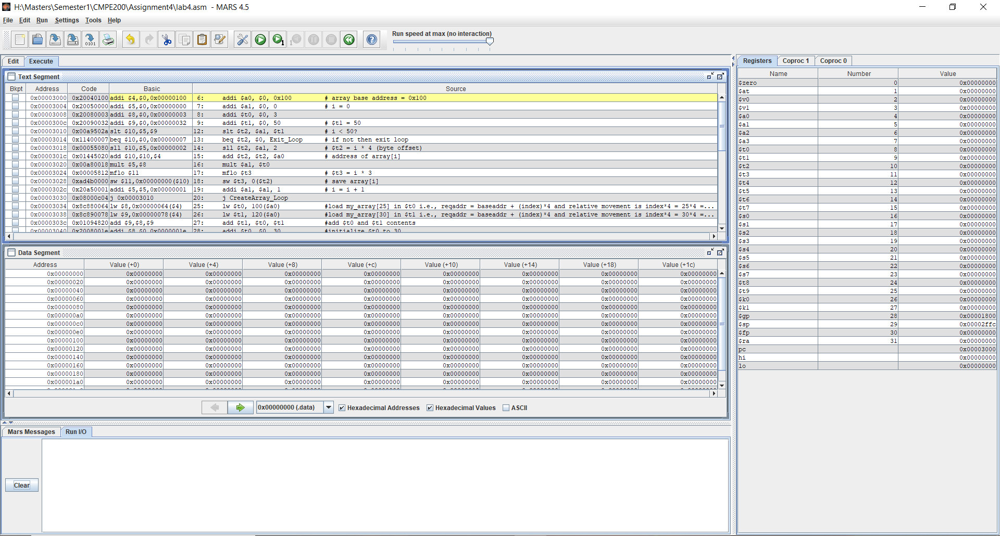 H:\Masters\Semester1\CMPE200\Assignment4\lab4.asm - MARS 4.5
File Edit Run Settings Tools Help
Run speed at max (no interaction)
Edit Execute
Text Segment
Bkpt Address Code Basic Source
0x00003000 0x20040100 addi $4,$0,0x00000100 6: addi $a0, $0, 0x100 # array base address = 0x100
0x00003004 0x20050000 addi $5,$0,0x00000000 7: addi $a1, $0, 0 # i = 0
0x00003008 0x20080003 addi $8,$0,0x00000003 8: addi $t0, $0, 3
0x0000300c 0x20090032 addi $9,$0,0x00000032 9: addi $t1, $0, 50 # $t1 = 50
0x00003010 0x00a9502a slt $10,$5,$9 12: slt $t2, $a1, $t1 # i < 50?
0x00003014 0x11400007 beq $10,$0,0x00000007 13: beq $t2, $0, Exit_Loop # if not then exit loop
0x00003018 0x00055080 sll $10,$5,0x00000002 14: sll $t2, $a1, 2 # $t2 = i * 4 (byte offset)
0x0000301c 0x01445020 add $10,$10,$4 15: add $t2, $t2, $a0 # address of array[i]
0x00003020 0x00a80018 mult $5,$8 16: mult $a1, $t0
0x00003024 0x00005812 mflo $11 17: mflo $t3 # $t3 = i * 3
0x00003028 0xad4b0000 sw $11,0x00000000($10) 18: sw $t3, 0($t2) # save array[i]
0x0000302c 0x20a50001 addi $5,$5,0x00000001 19: addi $a1, $a1, 1 # i = i + 1
0x00003030 0x08000c04 j 0x00003010 20: j CreateArray_Loop
0x00003034 0x8c880064 lw $8,0x00000064($4) 25: lw $t0, 100($a0) #load my_array[25] in $t0 i.e., reqaddr = baseaddr + (index)*4 and relative movement is index*4 = 25*4 =...
0x00003038 0x8c890078 lw $9,0x00000078($4) 26: lw $t1, 120($a0) #load my_array[30] in $t1 i.e., reqaddr = baseaddr + (index)*4 and relative movement is index*4 = 30*4 =...
0x0000303c 0x01094820 add $9,$8,$9 27: add $t1, $t0, $t1 #add $t0 and $t1 contents
0x00003040 0x2008001e addi $8,$0,0x0000001e 28: addi $t0, $0, 30 #initialize $t0 to 30
Data Segment
Address Value (+0) Value (+4) Value (+8) Value (+c) Value (+10) Value (+14) Value (+18) Value (+1c)
0x00000000 0x00000000 0x00000000 0x00000000 0x00000000 0x00000000 0x00000000 0x00000000 0x00000000
0x00000020 0x00000000 0x00000000 0x00000000 0x00000000 0x00000000 0x00000000 0x00000000 0x00000000
0x00000040 0x00000000 0x00000000 0x00000000 0x00000000 0x00000000 0x00000000 0x00000000 0x00000000
0x00000060 0x00000000 0x00000000 0x00000000 0x00000000 0x00000000 0x00000000 0x00000000 0x00000000
0x00000080 0x00000000 0x00000000 0x00000000 0x00000000 0x00000000 0x00000000 0x00000000 0x00000000
0x000000a0 0x00000000 0x00000000 0x00000000 0x00000000 0x00000000 0x00000000 0x00000000 0x00000000
0x000000c0 0x00000000 0x00000000 0x00000000 0x00000000 0x00000000 0x00000000 0x00000000 0x00000000
0x000000e0 0x00000000 0x00000000 0x00000000 0x00000000 0x00000000 0x00000000 0x00000000 0x00000000
0x00000100 0x00000000 0x00000000 0x00000000 0x00000000 0x00000000 0x00000000 0x00000000 0x00000000
0x00000120 0x00000000 0x00000000 0x00000000 0x00000000 0x00000000 0x00000000 0x00000000 0x00000000
0x00000140 0x00000000 0x00000000 0x00000000 0x00000000 0x00000000 0x00000000 0x00000000 0x00000000
0x00000160 0x00000000 0x00000000 0x00000000 0x00000000 0x00000000 0x00000000 0x00000000 0x00000000
0x00000180 0x00000000 0x00000000 0x00000000 0x00000000 0x00000000 0x00000000 0x00000000 0x00000000
0x000001a0 0x00000000 0x00000000 0x00000000 0x00000000 0x00000000 0x00000000 0x00000000 0x00000000
0x00000000 (.data) Hexadecimal Addresses Hexadecimal Values ASCII
Mars Messages Run I/O
Clear
Registers Coproc 1 Coproc 0
Name Number Value
$zero 0 0x00000000
$at 1 0x00000000
$v0 2 0x00000000
$v1 3 0x00000000
$a0 4 0x00000000
$a1 5 0x00000000
$a2 6 0x00000000
$a3 7 0x00000000
$t0 8 0x00000000
$t1 9 0x00000000
$t2 10 0x00000000
$t3 11 0x00000000
$t4 12 0x00000000
$t5 13 0x00000000
$t6 14 0x00000000
$t7 15 0x00000000
$s0 16 0x00000000
$s1 17 0x00000000
$s2 18 0x00000000
$s3 19 0x00000000
$s4 20 0x00000000
$s5 21 0x00000000
$s6 22 0x00000000
$s7 23 0x00000000
$t8 24 0x00000000
$t9 25 0x00000000
$k0 26 0x00000000
$k1 27 0x00000000
$gp 28 0x00001800
$sp 29 0x00002ffc
$fp 30 0x00000000
$ra 31 0x00000000
pc 0x00003000
hi 0x00000000
lo 0x00000000